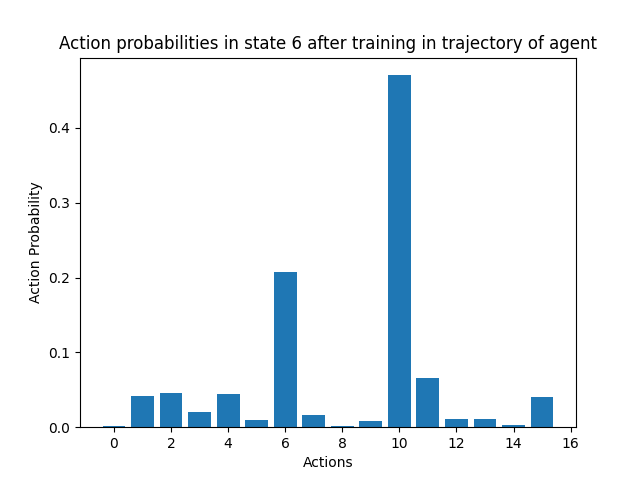 Action probabilities in state 6 after training in trajectory of agent
Action Probability
0.4
0.3
0.2
0.1
0.0
0 2 4 6 8 10 12 14 16
Actions